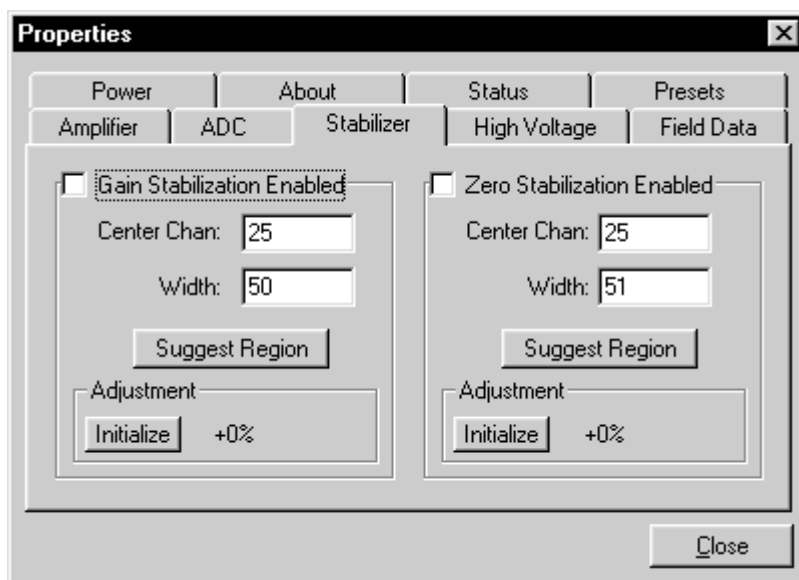 Properties
Power About Status Presets
Amplifier ADC Stabilizer High Voltage Field Data
Gain Stabilization Enabled
Center Chan: 25
Width: 50
Suggest Region
Adjustment
Initialize +0%
Zero Stabilization Enabled
Center Chan: 25
Width: 51
Suggest Region
Adjustment
Initialize +0%
Close